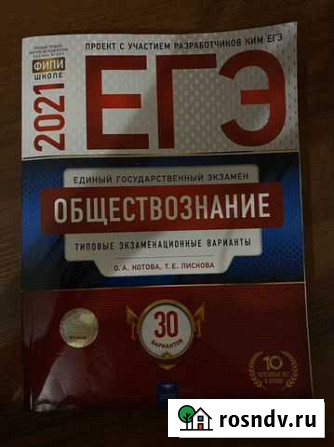 ПРОЕКТ С УЧАСТИЕМ РАЗРАБОТЧИКОВ КИМ ЕГЭ
ФИПИ
ШКОЛЕ
2021
ЕГЭ
ЕДИНЫЙ ГОСУДАРСТВЕННЫЙ ЭКЗАМЕН
ОБЩЕСТВОЗНАНИЕ
ТИПОВЫЕ ЭКЗАМЕНАЦИОННЫЕ ВАРИАНТЫ
О. А. КОТОВА, Т. Е. ЛИСКОВА
30
ВАРИАНТОВ
10
rosndv.ru